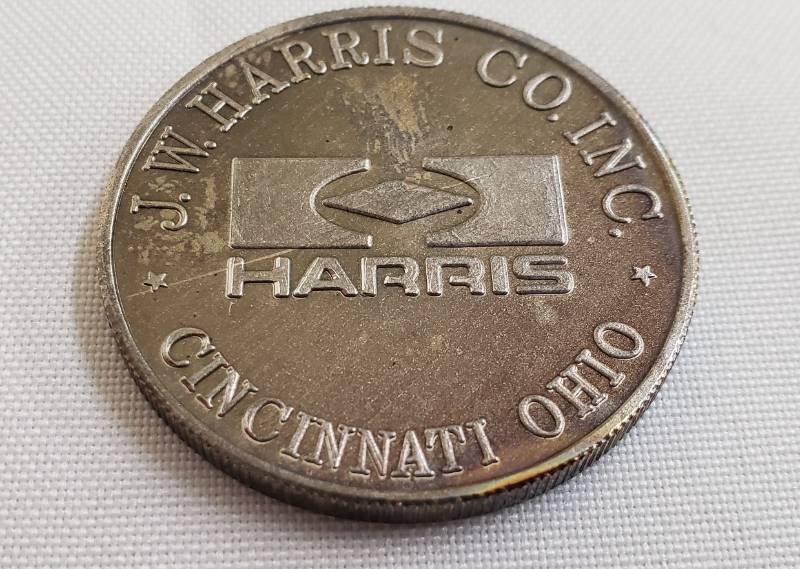 J. W. HARRIS CO. INC.
HARRIS
CINCINNATI OHIO